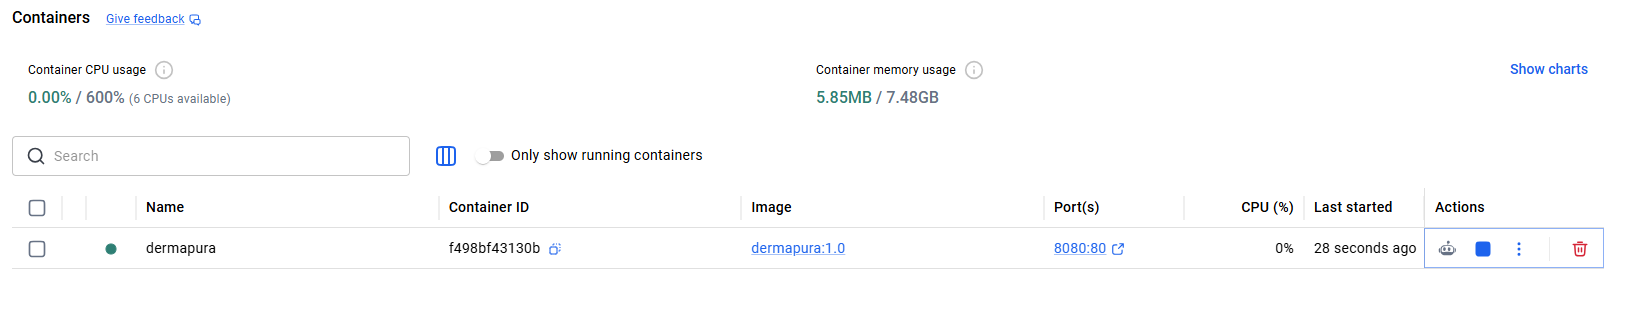 Containers Give feedback
Container CPU usage
0.00% / 600% (6 CPUs available)
Container memory usage
5.85MB / 7.48GB
Show charts
Search
Only show running containers
Name Container ID Image Port(s) CPU (%) Last started Actions
dermapura f498bf43130b dermapura:1.0 8080:80 0% 28 seconds ago